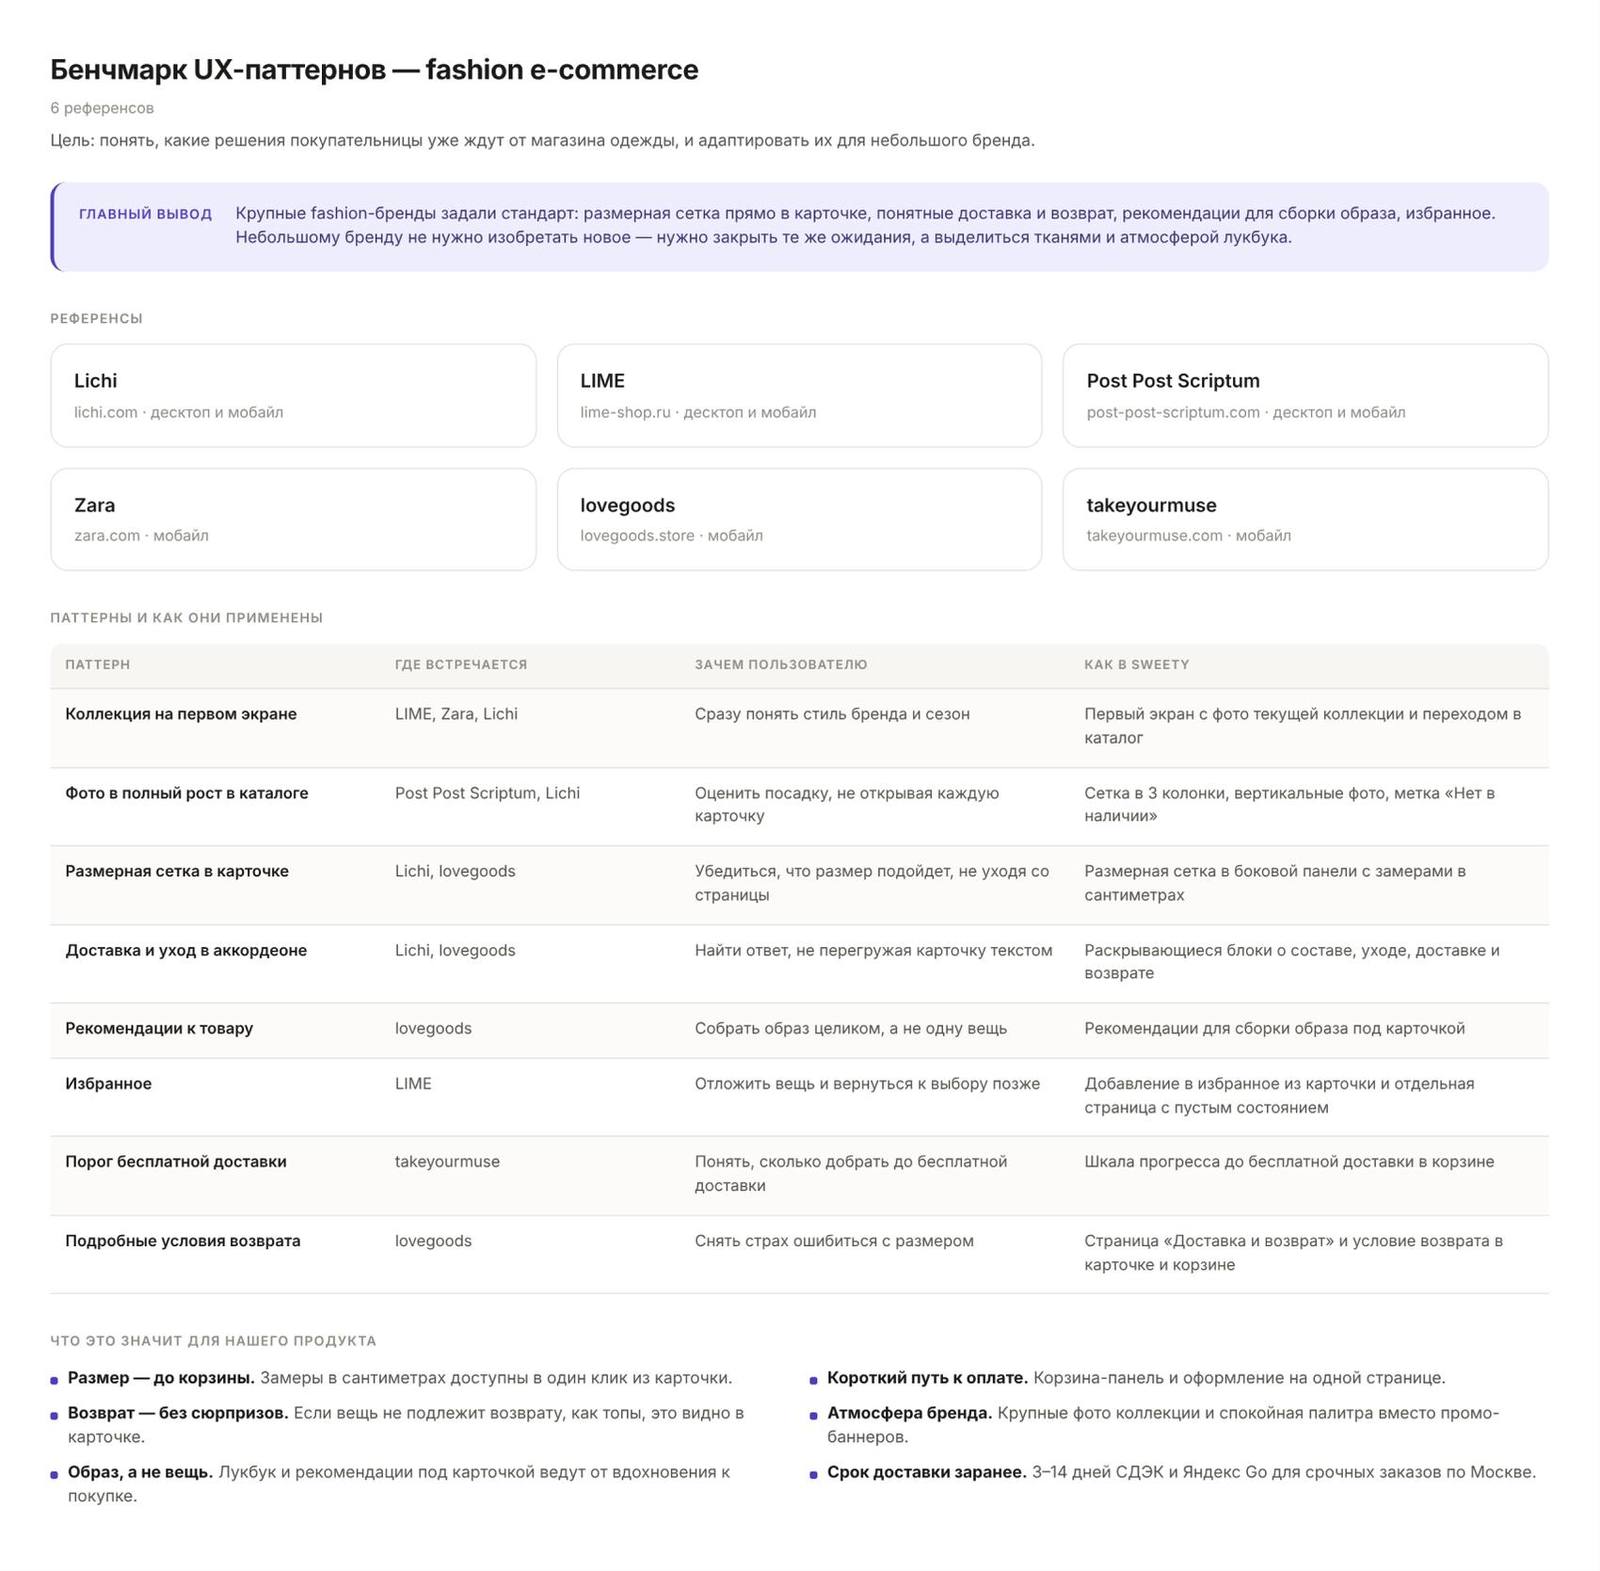 Бенчмарк UX-паттернов — fashion e-commerce
6 референсов
Цель: понять, какие решения покупательницы уже ждут от магазина одежды, и адаптировать их для небольшого бренда.
ГЛАВНЫЙ ВЫВОД
Крупные fashion-бренды задали стандарт: размерная сетка прямо в карточке, понятные доставка и возврат, рекомендации для сборки образа, избранное.
Небольшому бренду не нужно изобретать новое — нужно закрыть те же ожидания, а выделиться тканями и атмосферой лукбука.
РЕФЕРЕНСЫ
Lichi
lichi.com · десктоп и мобайл
LIME
lime-shop.ru · десктоп и мобайл
Post Post Scriptum
post-post-scriptum.com · десктоп и мобайл
Zara
zara.com · мобайл
lovegoods
lovegoods.store · мобайл
takeyourmuse
takeyourmuse.com · мобайл
ПАТТЕРНЫ И КАК ОНИ ПРИМЕНЕНЫ
ПАТТЕРН
ГДЕ ВСТРЕЧАЕТСЯ
ЗАЧЕМ ПОЛЬЗОВАТЕЛЮ
КАК В SWEETY
Коллекция на первом экране
LIME, Zara, Lichi
Сразу понять стиль бренда и сезон
Первый экран с фото текущей коллекции и переходом в
каталог
Фото в полный рост в каталоге
Post Post Scriptum, Lichi
Оценить посадку, не открывая каждую
карточку
Сетка в 3 колонки, вертикальные фото, метка «Нет в
наличии»
Размерная сетка в карточке
Lichi, lovegoods
Убедиться, что размер подойдет, не уходя со
страницы
Размерная сетка в боковой панели с замерами в
сантиметрах
Доставка и уход в аккордеоне
Lichi, lovegoods
Найти ответ, не перегружая карточку текстом
Раскрывающиеся блоки о составе, уходе, доставке и
возврате
Рекомендации к товару
lovegoods
Собрать образ целиком, а не одну вещь
Рекомендации для сборки образа под карточкой
Избранное
LIME
Отложить вещь и вернуться к выбору позже
Добавление в избранное из карточки и отдельная
страница с пустым состоянием
Порог бесплатной доставки
takeyourmuse
Понять, сколько добрать до бесплатной
доставки
Шкала прогресса до бесплатной доставки в корзине
Подробные условия возврата
lovegoods
Снять страх ошибиться с размером
Страница «Доставка и возврат» и условие возврата в
карточке и корзине
ЧТО ЭТО ЗНАЧИТ ДЛЯ НАШЕГО ПРОДУКТА
Размер — до корзины. Замеры в сантиметрах доступны в один клик из карточки.
Возврат — без сюрпризов. Если вещь не подлежит возврату, как топы, это видно в
карточке.
Образ, а не вещь. Лукбук и рекомендации под карточкой ведут от вдохновения к
покупке.
Короткий путь к оплате. Корзина-панель и оформление на одной странице.
Атмосфера бренда. Крупные фото коллекции и спокойная палитра вместо промо-
баннеров.
Срок доставки заранее. 3–14 дней СДЭК и Яндекс Go для срочных заказов по Москве.